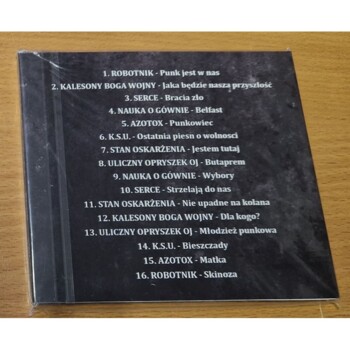 1. ROBOTNIK - Punk jest w nas
2. KALESONY BOGA WOJNY - Jaka będzie nasza przyszłość
3. SERCE - Bracia zło
4. NAUKA O GÓWNIE - Belfast
5. AZOTOX - Punkowiec
6. K.S.U. - Ostatnia piesn o wolnosci
7. STAN OSKARŻENIA - Jestem tutaj
8. ULICZNY OPRYSZEK OJ - Butaprem
9. NAUKA O GÓWNIE - Wybory
10. SERCE - Strzelają do nas
11. STAN OSKARŻENIA - Nie upadne na kolana
12. KALESONY BOGA WOJNY - Dla kogo?
13. ULICZNY OPRYSZEK OJ - Młodzież punkowa
14. K.S.U. - Bieszczady
15. AZOTOX - Matka
16. ROBOTNIK - Skinoza